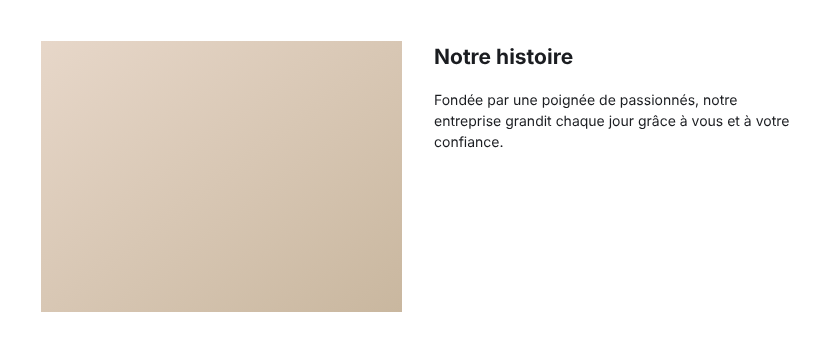 Notre histoire
Fondée par une poignée de passionnés, notre
entreprise grandit chaque jour grâce à vous et à votre
confiance.